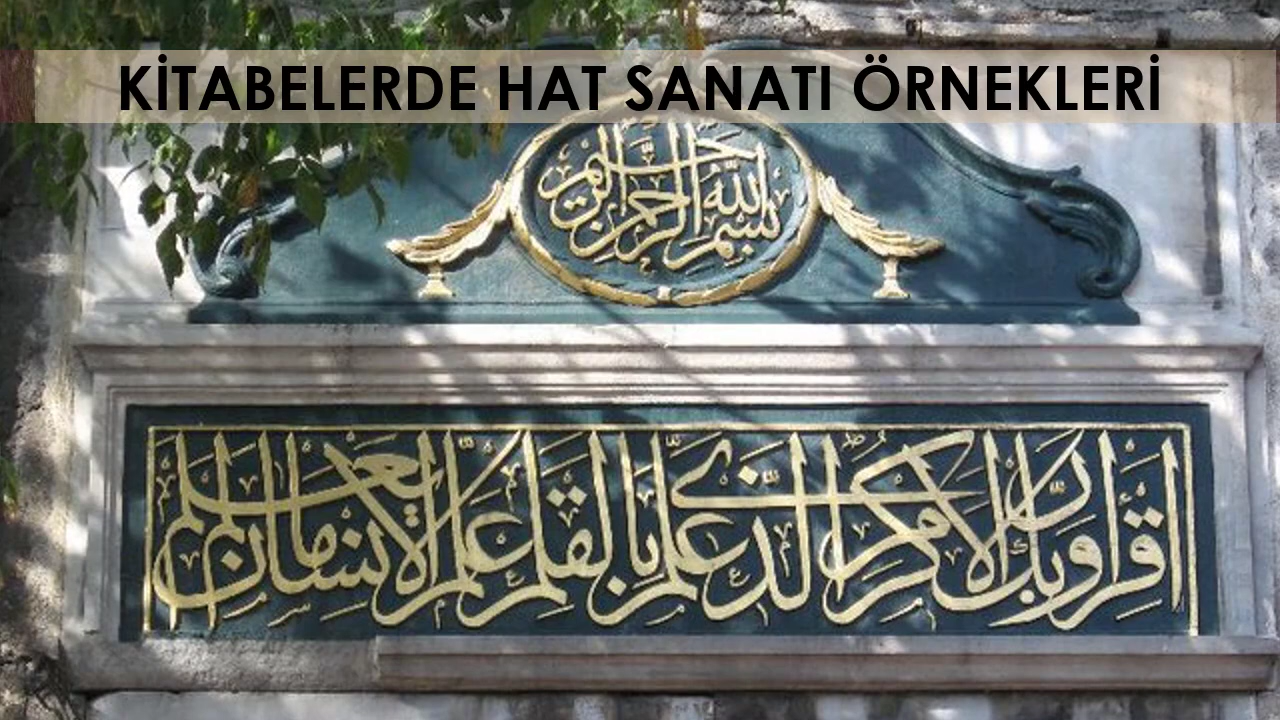 KİTABELERDE HAT SANATI ÖRNEKLERİ
بسم الله الرحمن الرحيم
اقرأ وربك الأكرم الذى علم بالقلم علم الإنسان ما لم يعلم